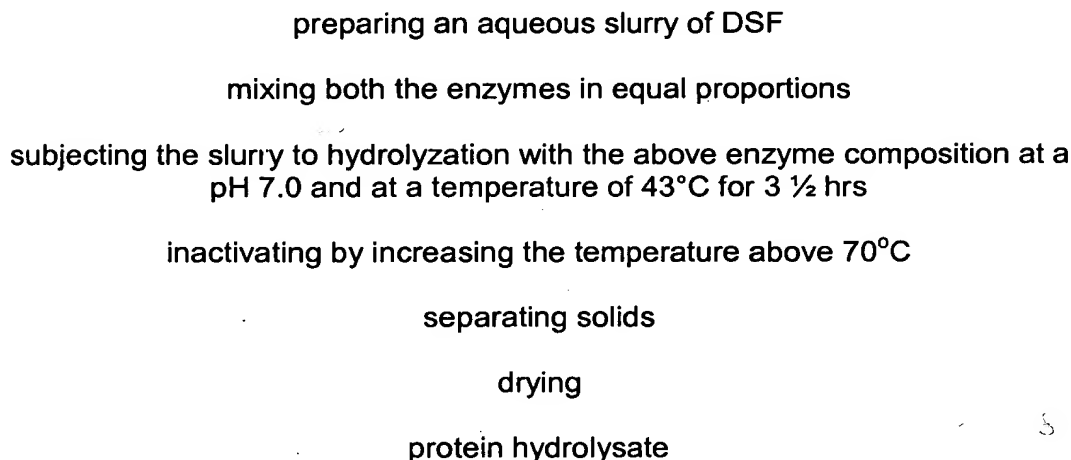 preparing an aqueous slurry of DSF
mixing both the enzymes in equal proportions
subjecting the slurry to hydrolyzation with the above enzyme composition at a
pH 7.0 and at a temperature of 43°C for 3 ½ hrs
inactivating by increasing the temperature above 70°C
separating solids
drying
protein hydrolysate